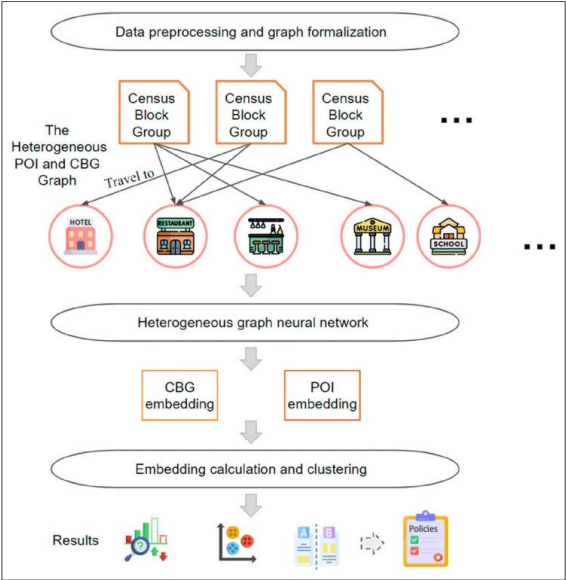 Data preprocessing and graph formalization
Census
Block
Group
Census
Block
Group
Census
Block
Group
...
The
Heterogeneous
POI and CBG
Graph
Travel to
HOTEL
RESTAURANT
MUSEUM
SCHOOL
...
Heterogeneous graph neural network
CBG
embedding
POI
embedding
Embedding calculation and clustering
Results
?
A
B
Policies